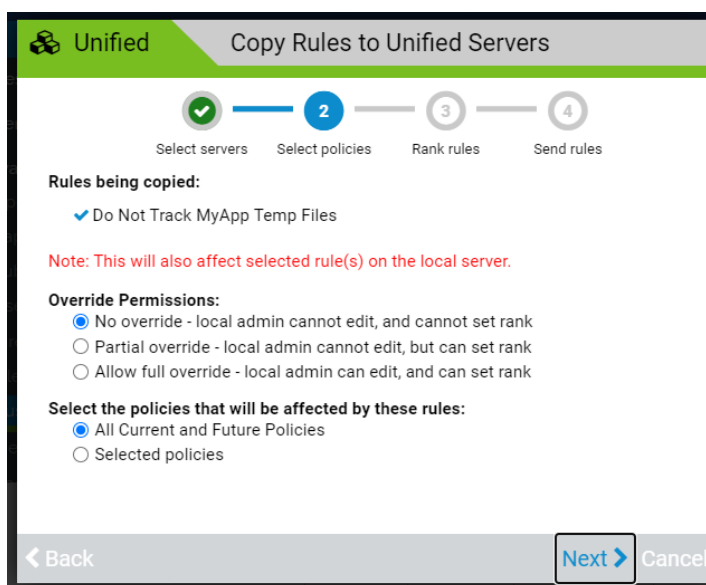 Unified
Copy Rules to Unified Servers
2
3
4
Select servers
Select policies
Rank rules
Send rules
Rules being copied:
Do Not Track MyApp Temp Files
Note: This will also affect selected rule(s) on the local server.
Override Permissions:
No override - local admin cannot edit, and cannot set rank
Partial override - local admin cannot edit, but can set rank
Allow full override - local admin can edit, and can set rank
Select the policies that will be affected by these rules:
All Current and Future Policies
Selected policies
Back
Next
Cancel